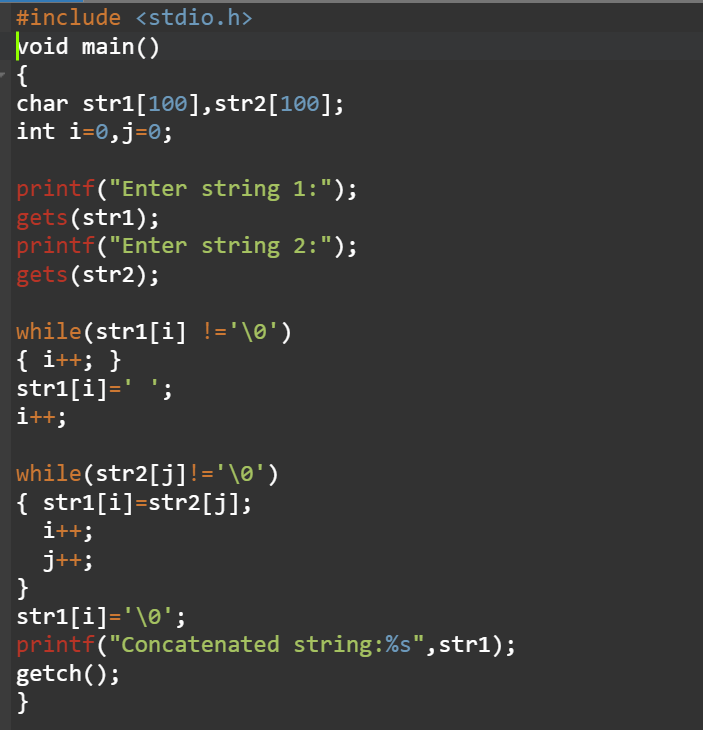 #include <stdio.h>
void main()
{
char str1[100],str2[100];
int i=0,j=0;
printf("Enter string 1:");
gets(str1);
printf("Enter string 2:");
gets(str2);
while(str1[i] !='\0')
{ i++; }
str1[i]=' ';
i++;
while(str2[j]!='\0')
{ str1[i]=str2[j];
  i++;
  j++;
}
str1[i]='\0';
printf("Concatenated string:%s",str1);
getch();
}